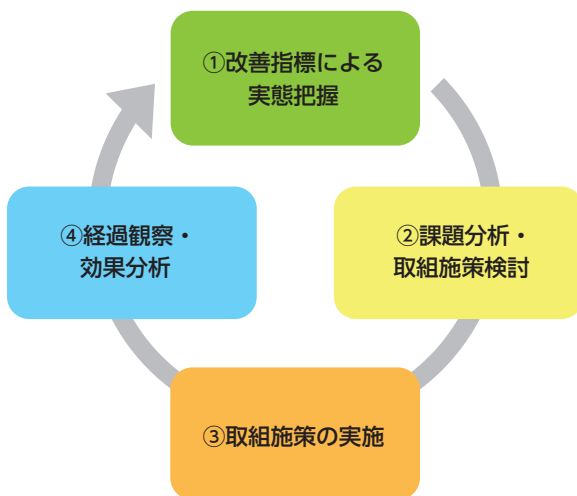 ①改善指標による
実態把握
②課題分析・
取組施策検討
③取組施策の実施
④経過観察・
効果分析